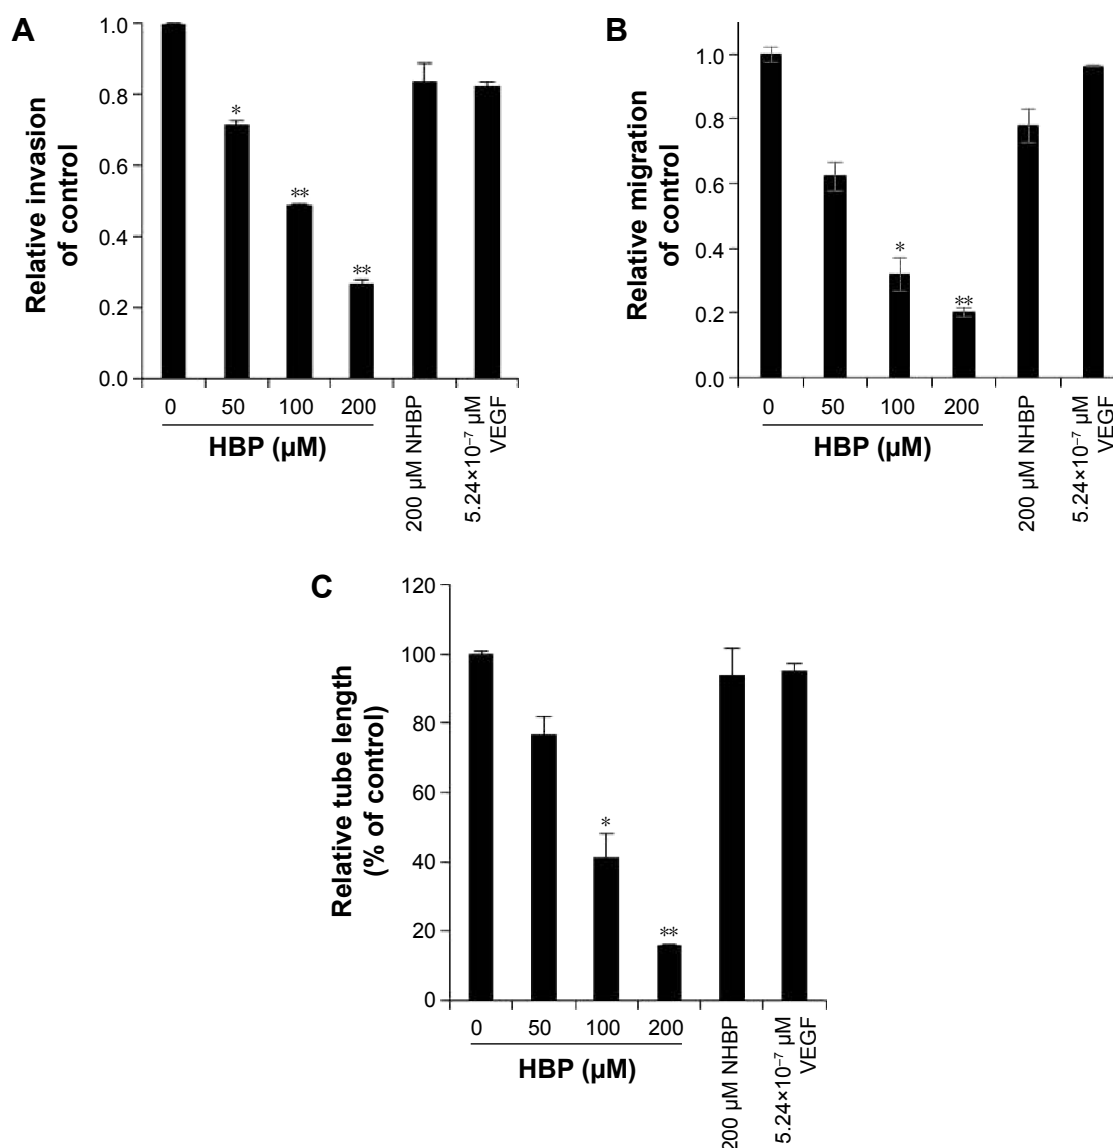 A
Relative invasion
of control
1.0
0.8
0.6
0.4
0.2
0.0
*
**
**
0 50 100 200
HBP (µM)
200 µM NHBP
5.24×10⁻⁷ µM
VEGF
B
Relative migration
of control
1.0
0.8
0.6
0.4
0.2
0.0
*
**
0 50 100 200
HBP (µM)
200 µM NHBP
5.24×10⁻⁷ µM
VEGF
C
Relative tube length
(% of control)
120
100
80
60
40
20
0
*
**
0 50 100 200
HBP (µM)
200 µM NHBP
5.24×10⁻⁷ µM
VEGF